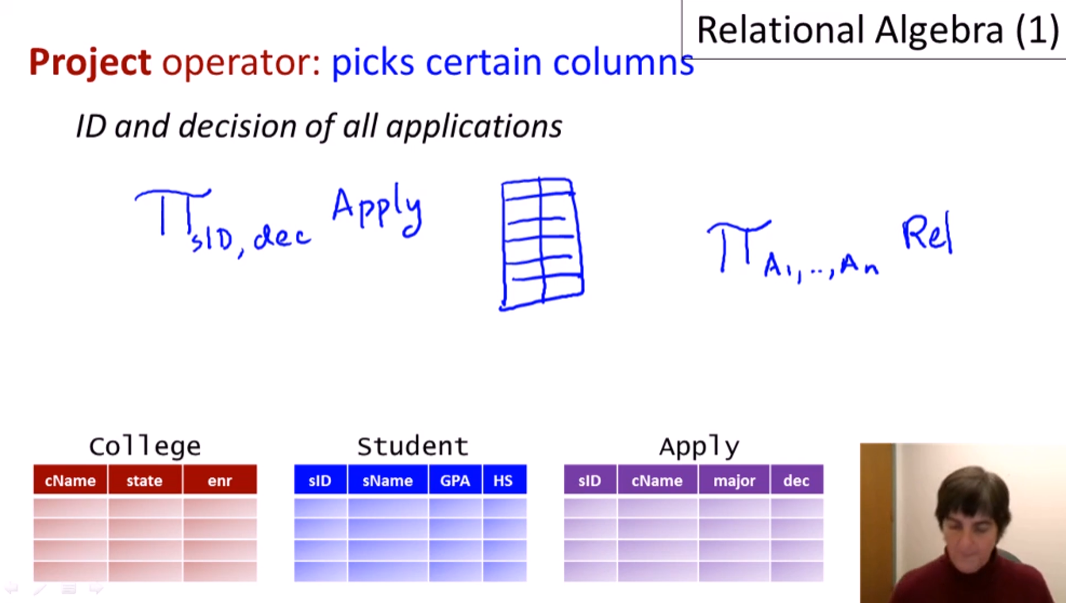 Relational Algebra (1)
Project operator: picks certain columns
ID and decision of all applications
π sID, dec Apply
π A1, .., An Rel
College
cName state enr
Student
sID sName GPA HS
Apply
sID cName major dec